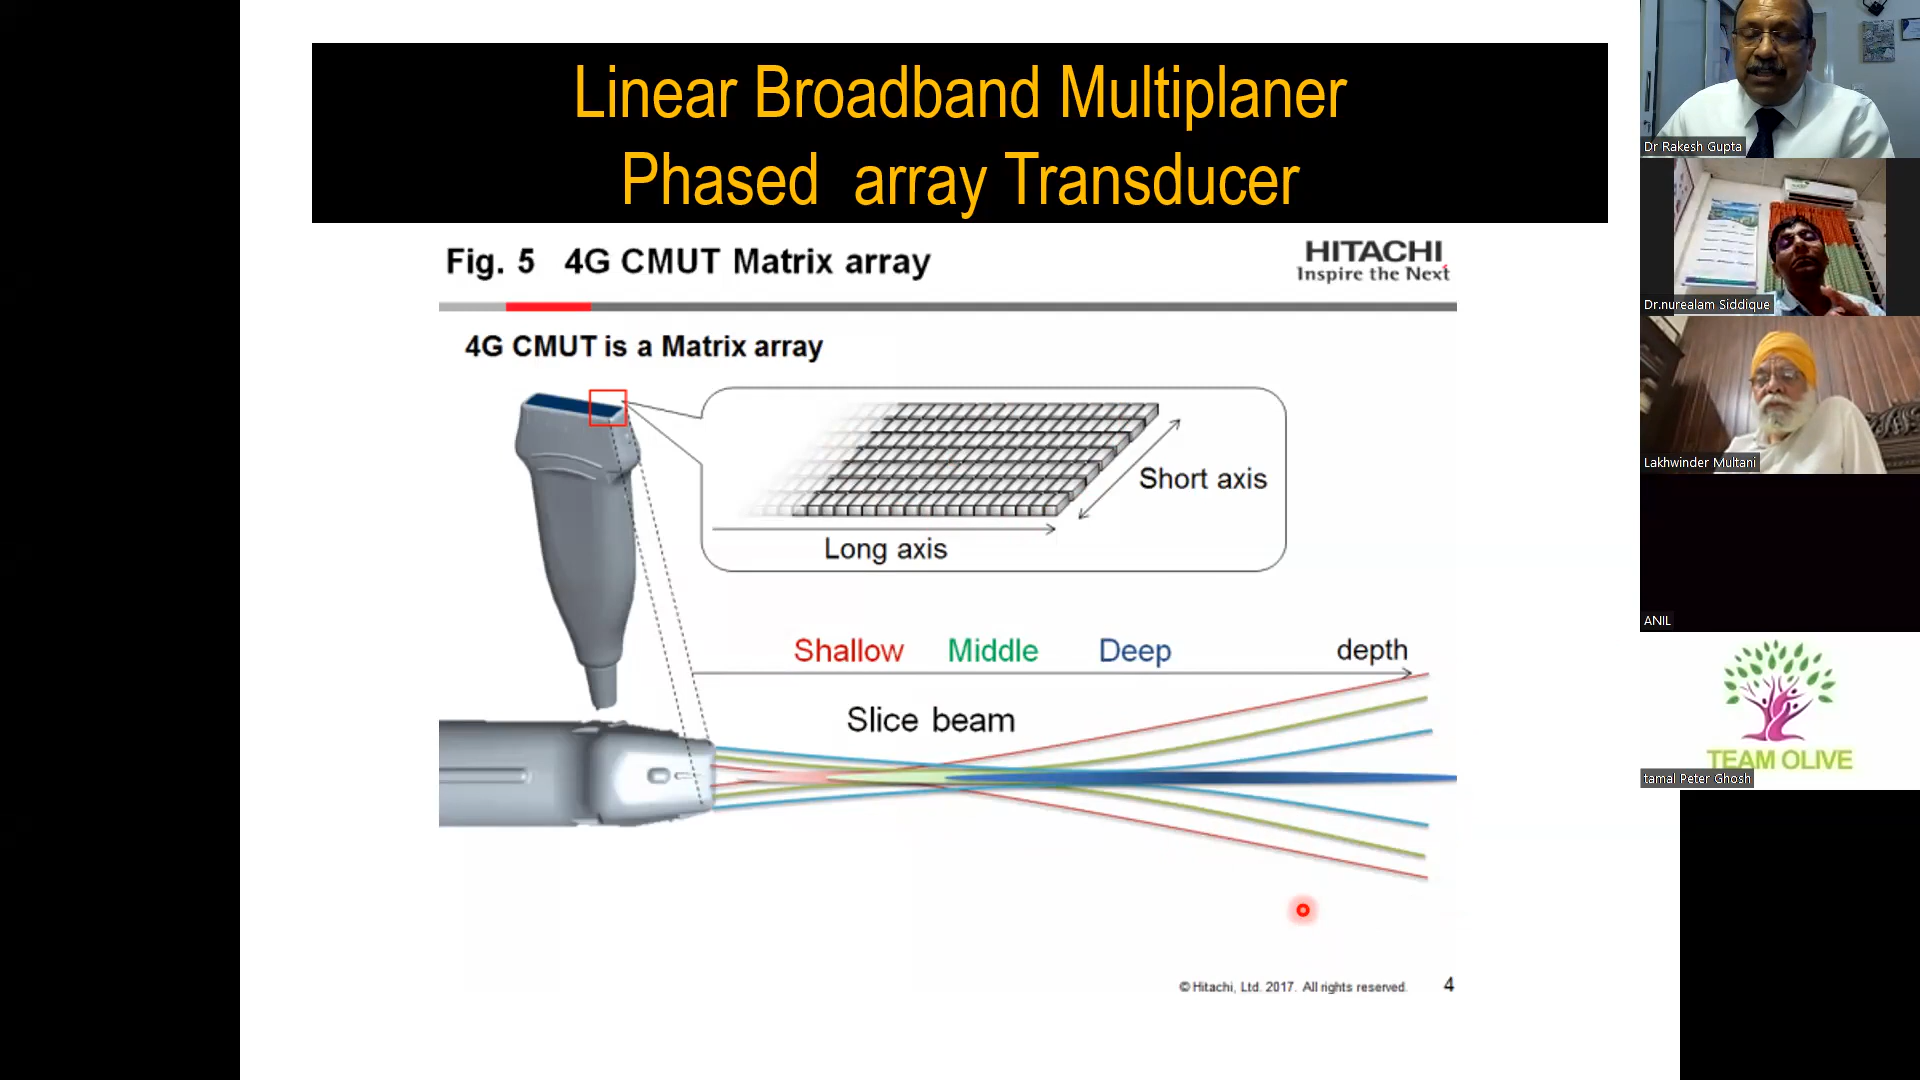 Linear Broadband Multiplaner
Phased array Transducer
Fig. 5 4G CMUT Matrix array
HITACHI
Inspire the Next
4G CMUT is a Matrix array
Short axis
Long axis
Shallow Middle Deep depth
Slice beam
© Hitachi, Ltd. 2017. All rights reserved. 4
Dr Rakesh Gupta
Dr.nurealam Siddique
Lakhwinder Multani
ANIL
TEAM OLIVE
tamal Peter Ghosh